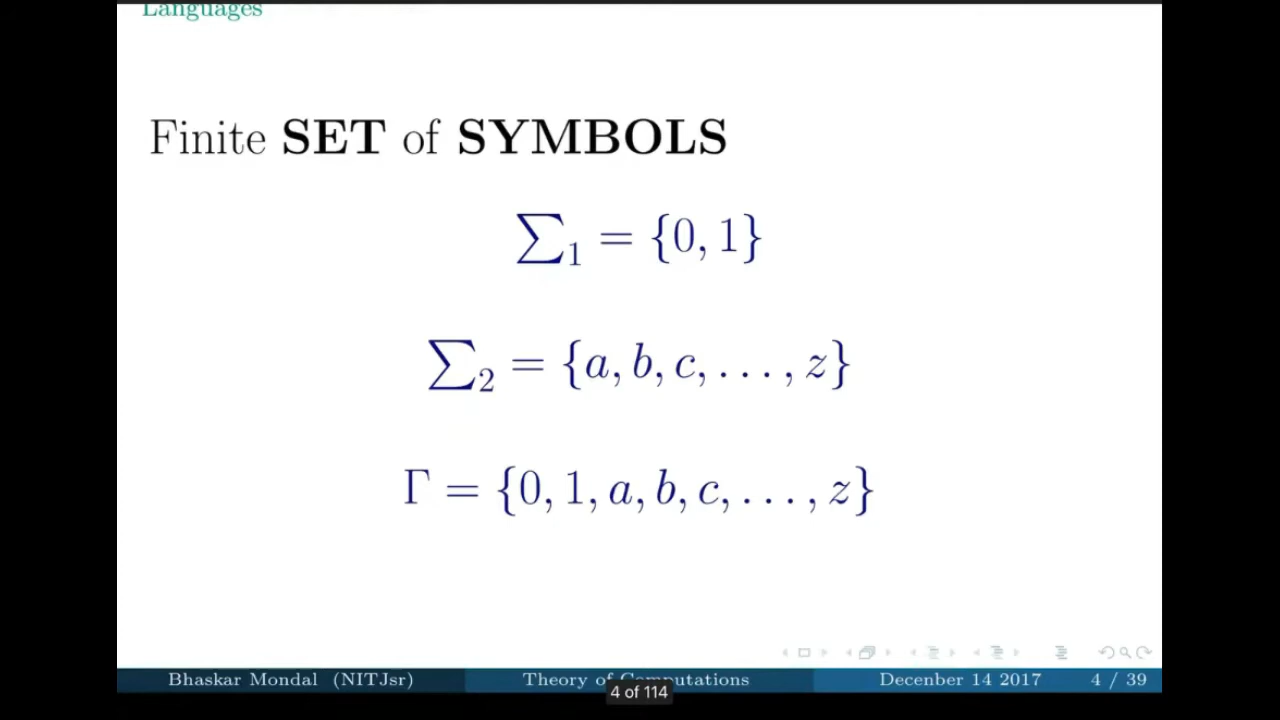 Languages
Finite SET of SYMBOLS
∑₁ = {0, 1}
∑₂ = {a, b, c, . . . , z}
Γ = {0, 1, a, b, c, . . . , z}
Bhaskar Mondal (NITJsr) Theory of Computations Decenber 14 2017 4 / 39
4 of 114